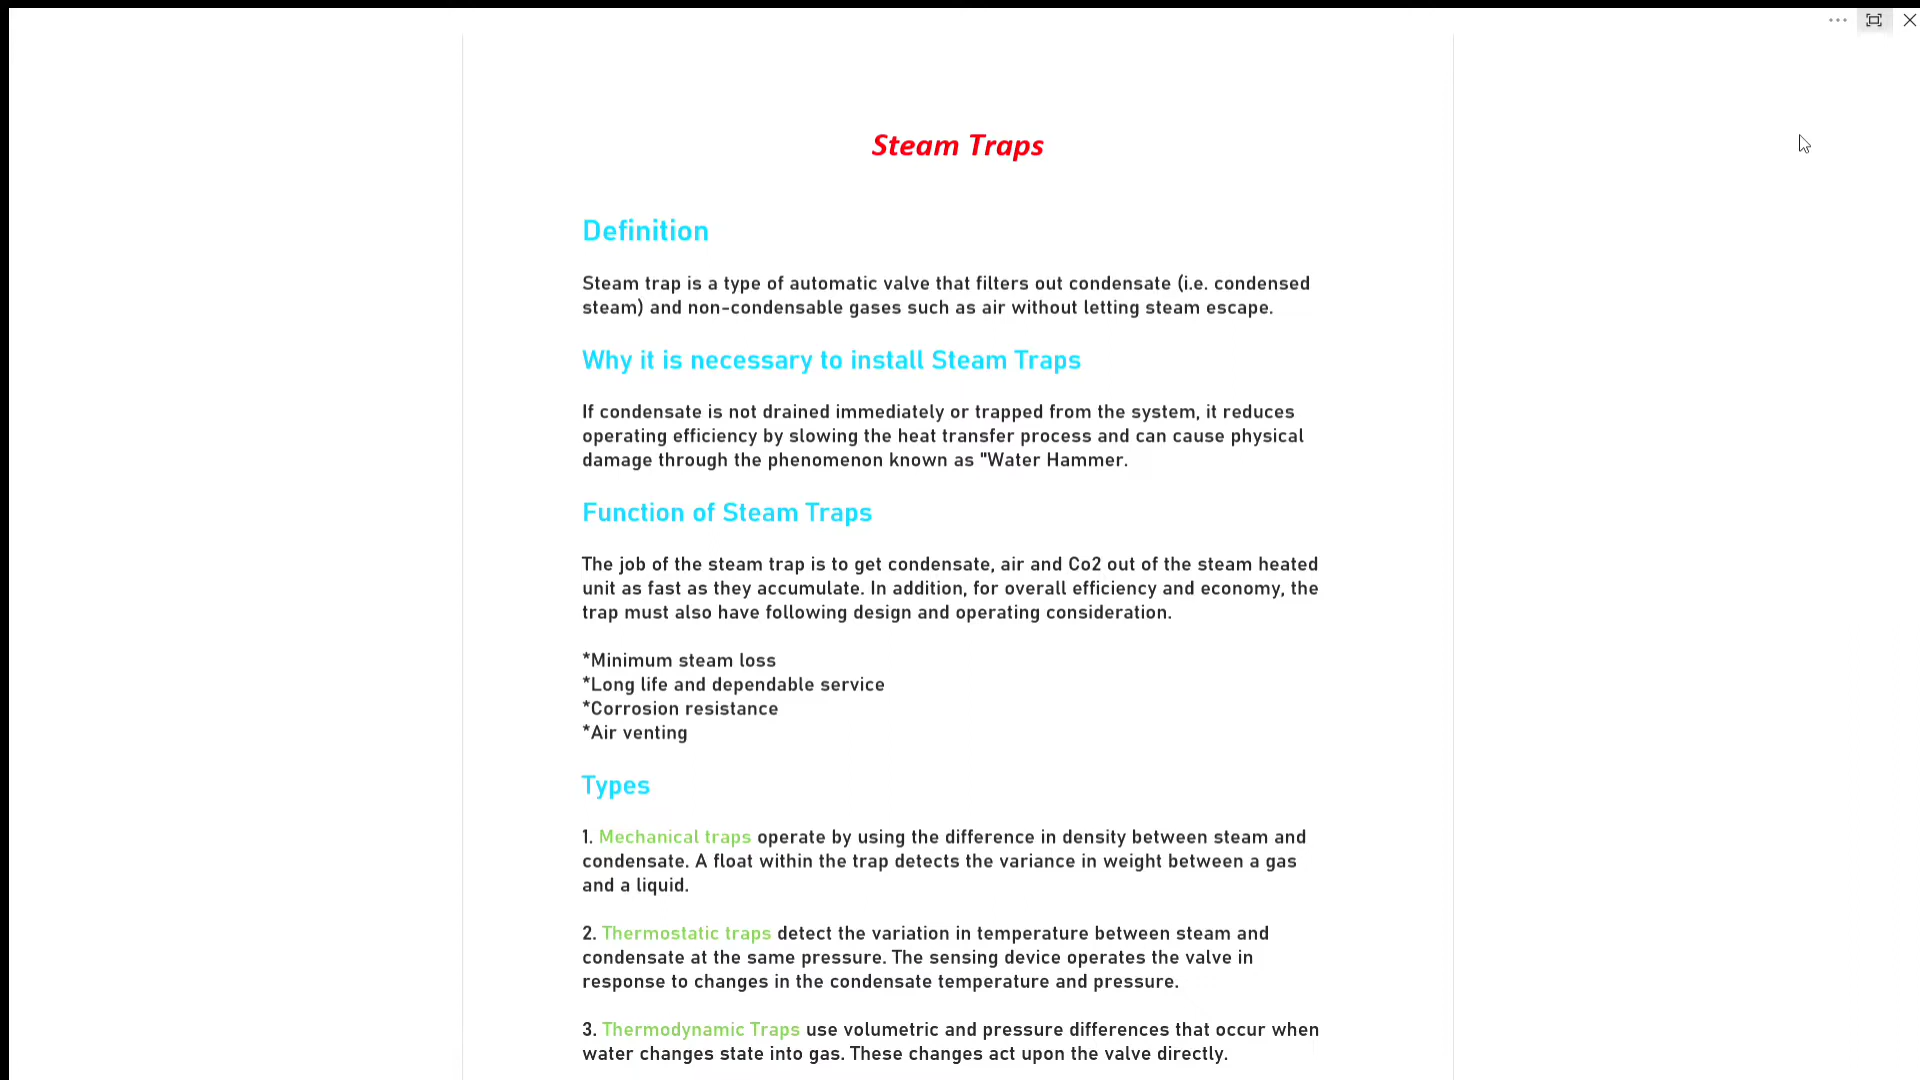 Steam Traps
Definition
Steam trap is a type of automatic valve that filters out condensate (i.e. condensed
steam) and non-condensable gases such as air without letting steam escape.
Why it is necessary to install Steam Traps
If condensate is not drained immediately or trapped from the system, it reduces
operating efficiency by slowing the heat transfer process and can cause physical
damage through the phenomenon known as "Water Hammer.
Function of Steam Traps
The job of the steam trap is to get condensate, air and Co2 out of the steam heated
unit as fast as they accumulate. In addition, for overall efficiency and economy, the
trap must also have following design and operating consideration.
*Minimum steam loss
*Long life and dependable service
*Corrosion resistance
*Air venting
Types
1. Mechanical traps operate by using the difference in density between steam and
condensate. A float within the trap detects the variance in weight between a gas
and a liquid.
2. Thermostatic traps detect the variation in temperature between steam and
condensate at the same pressure. The sensing device operates the valve in
response to changes in the condensate temperature and pressure.
3. Thermodynamic Traps use volumetric and pressure differences that occur when
water changes state into gas. These changes act upon the valve directly.